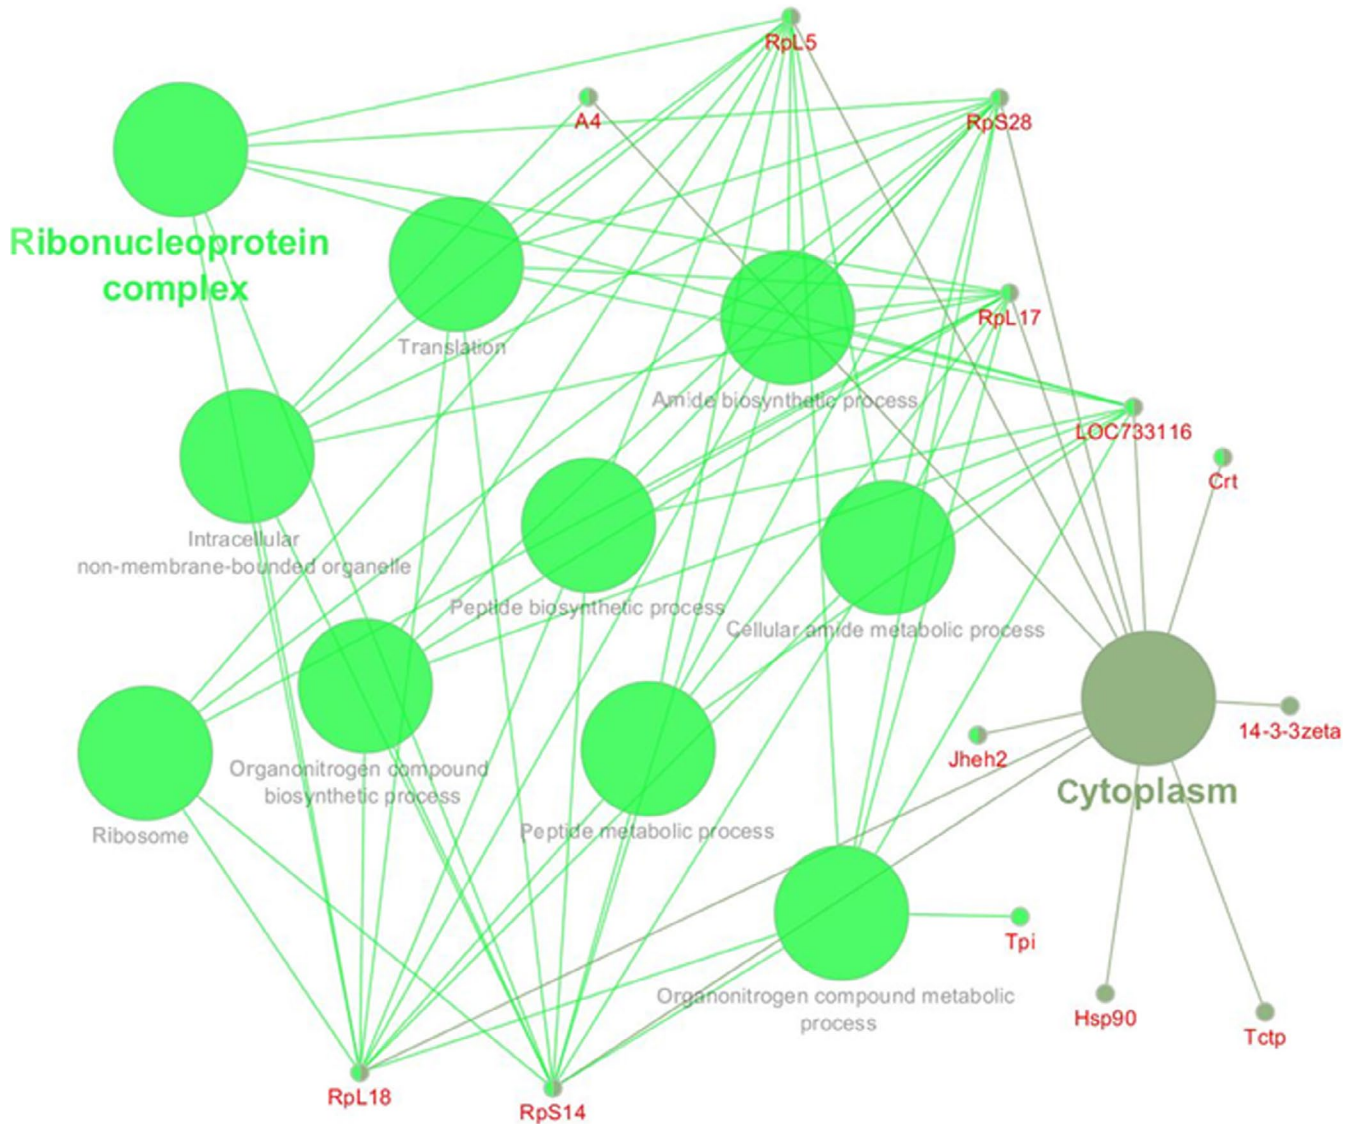 RpL5
A4
RpS28
Ribonucleoprotein
complex
RpL17
Translation
Amide biosynthetic process
LOC733116
Crt
Intracellular
non-membrane-bounded organelle
Peptide biosynthetic process
Cellular amide metabolic process
14-3-3zeta
Jheh2
Organonitrogen compound
biosynthetic process
Cytoplasm
Ribosome
Peptide metabolic process
Tpi
Organonitrogen compound metabolic
process
Hsp90
Tctp
RpL18
RpS14